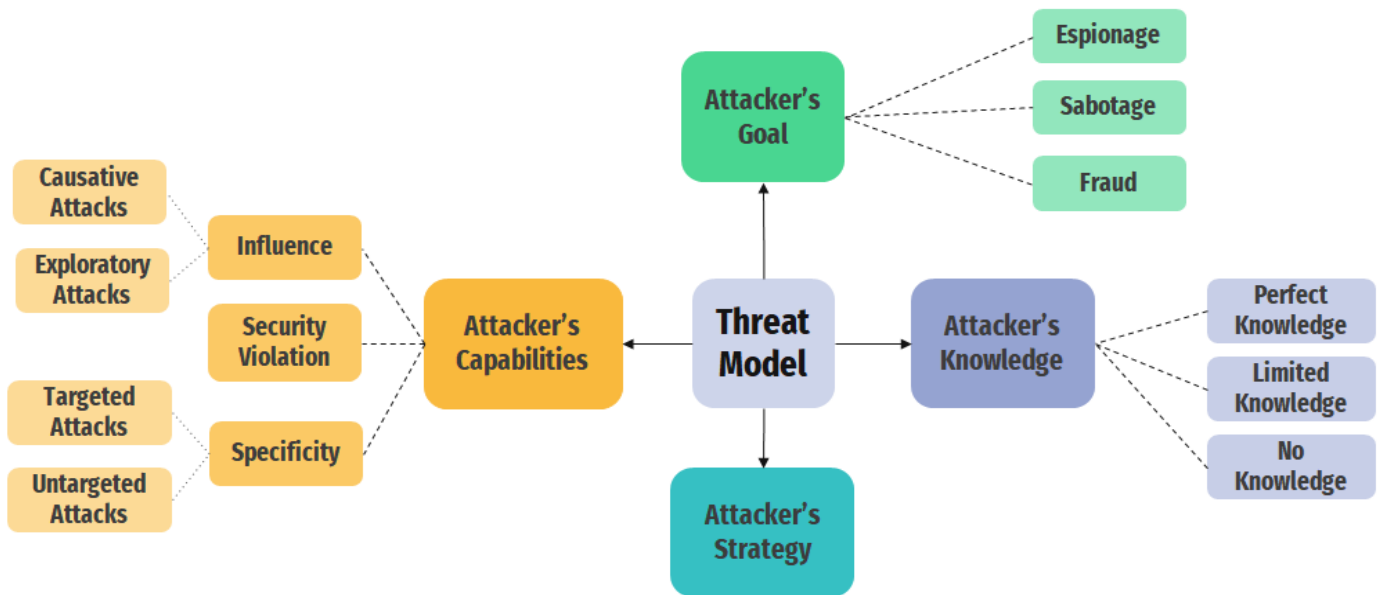 Espionage
Attacker's
Goal
Sabotage
Fraud
Causative
Attacks
Influence
Exploratory
Attacks
Security
Violation
Attacker's
Capabilities
Threat
Model
Attacker's
Knowledge
Perfect
Knowledge
Limited
Knowledge
No
Knowledge
Targeted
Attacks
Specificity
Untargeted
Attacks
Attacker's
Strategy